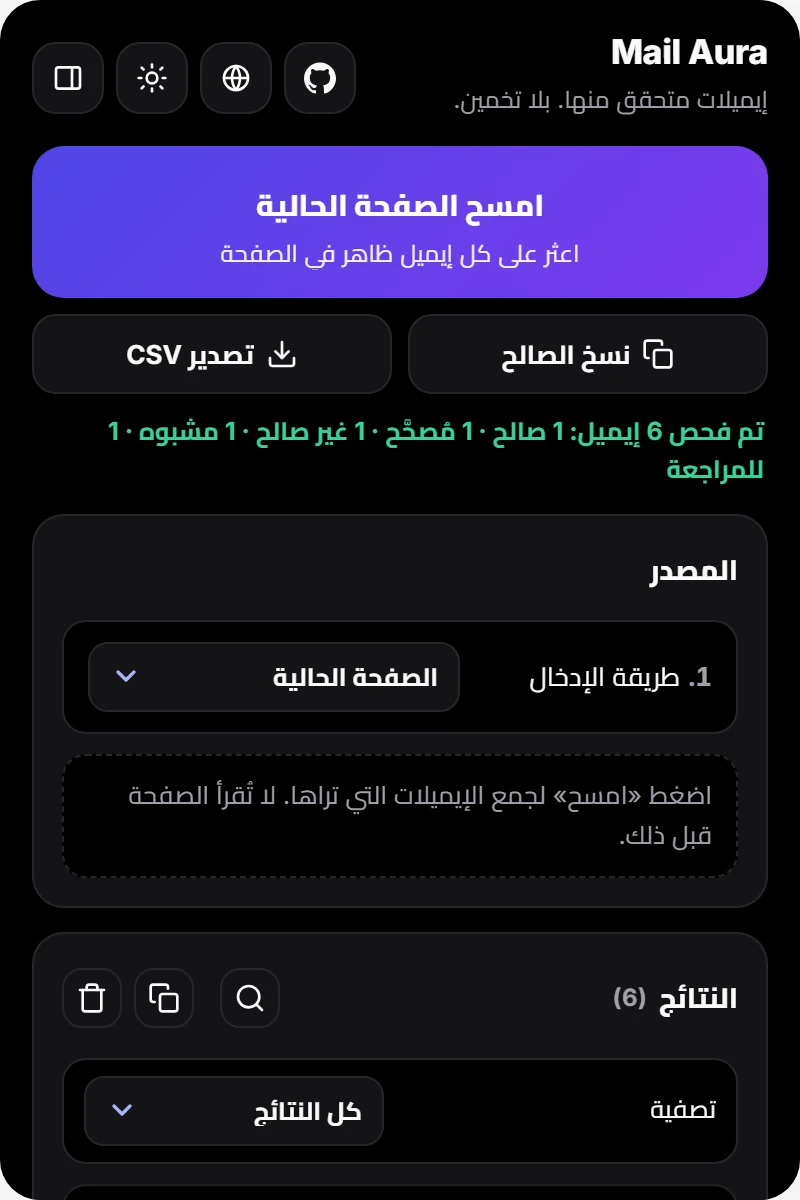 Mail Aura
إيميلات متحقق منها. بلا تخمين.
امسح الصفحة الحالية
اعثر على كل إيميل ظاهر في الصفحة
نسخ الصالح
تصدير CSV
تم فحص 6 إيميل: 1 صالح · 1 مُصحَّح · 1 غير صالح · 1 مشبوه · 1
للمراجعة
المصدر
1. طريقة الإدخال
الصفحة الحالية
اضغط «امسح» لجمع الإيميلات التي تراها. لا تُقرأ الصفحة
قبل ذلك.
النتائج (6)
تصفية
كل النتائج